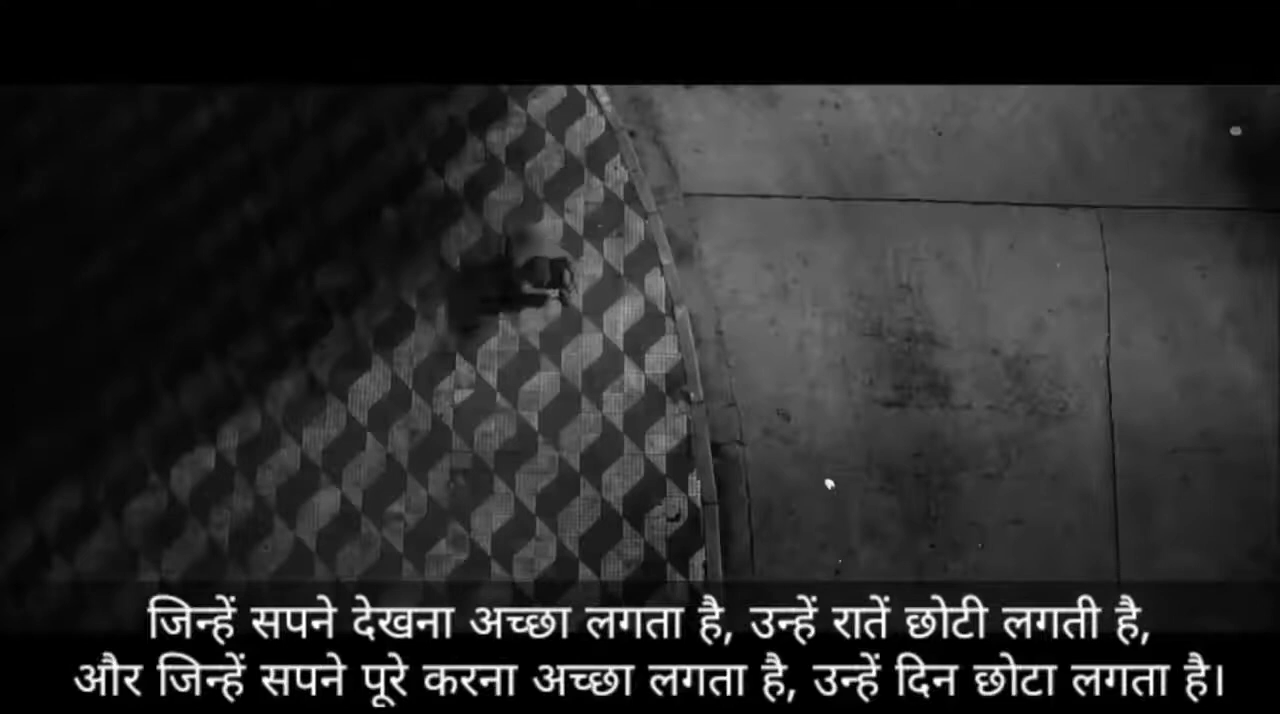 जिन्हें सपने देखना अच्छा लगता है, उन्हें रातें छोटी लगती है,
और जिन्हें सपने पूरे करना अच्छा लगता है, उन्हें दिन छोटा लगता है।